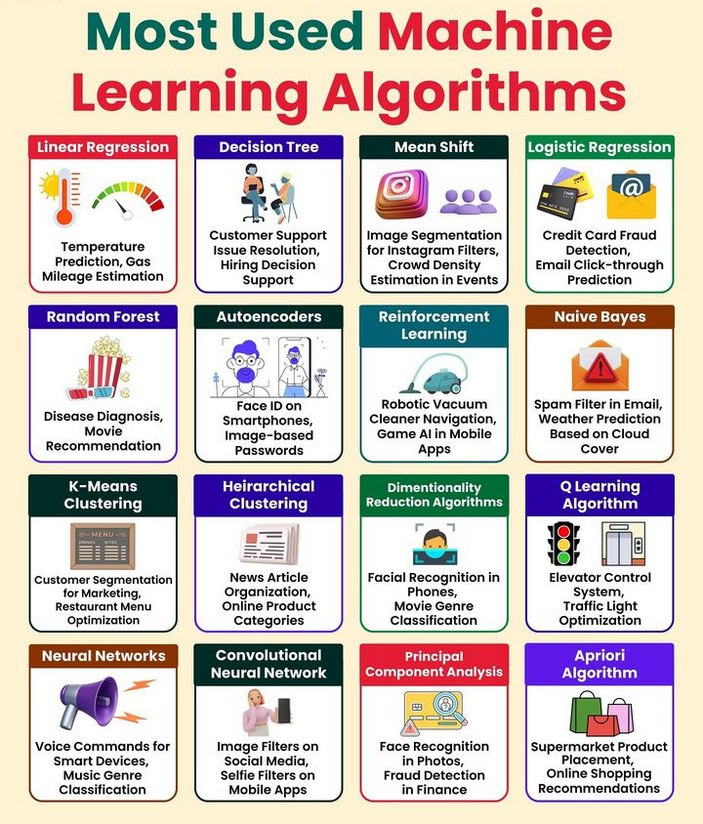 Most Used Machine
Learning Algorithms
Linear Regression
Temperature
Prediction, Gas
Mileage Estimation
Decision Tree
Customer Support
Issue Resolution,
Hiring Decision
Support
Mean Shift
Image Segmentation
for Instagram Filters,
Crowd Density
Estimation in Events
Logistic Regression
Credit Card Fraud
Detection,
Email Click-through
Prediction
Random Forest
Disease Diagnosis,
Movie
Recommendation
Autoencoders
Face ID on
Smartphones,
Image-based
Passwords
Reinforcement
Learning
Robotic Vacuum
Cleaner Navigation,
Game AI in Mobile
Apps
Naive Bayes
Spam Filter in Email,
Weather Prediction
Based on Cloud
Cover
K-Means
Clustering
MENU
DRINKS BITES
Customer Segmentation
for Marketing,
Restaurant Menu
Optimization
Heirarchical
Clustering
News Article
Organization,
Online Product
Categories
Dimentionality
Reduction Algorithms
Facial Recognition in
Phones,
Movie Genre
Classification
Q Learning
Algorithm
Elevator Control
System,
Traffic Light
Optimization
Neural Networks
Voice Commands for
Smart Devices,
Music Genre
Classification
Convolutional
Neural Network
Image Filters on
Social Media,
Selfie Filters on
Mobile Apps
Principal
Component Analysis
Face Recognition
in Photos,
Fraud Detection
in Finance
Apriori
Algorithm
Supermarket Product
Placement,
Online Shopping
Recommendations